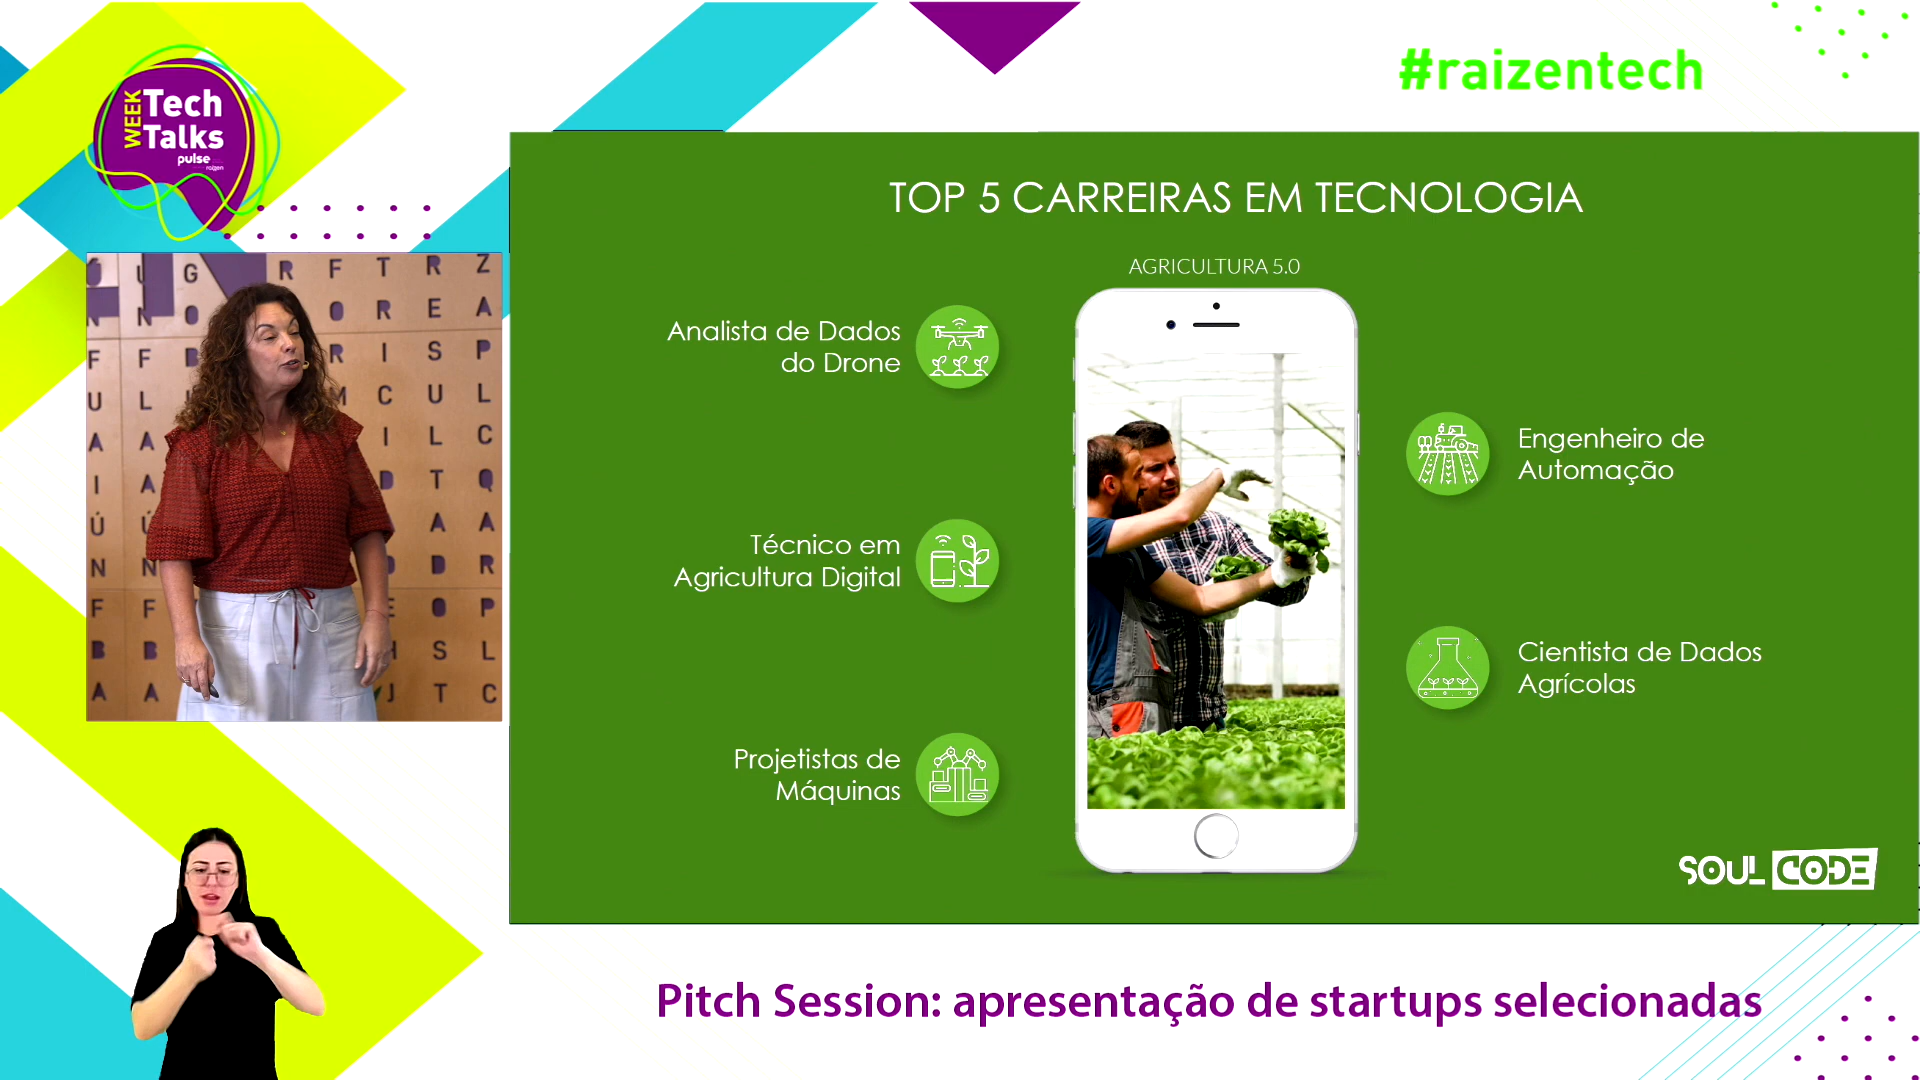 WEEK
Tech
Talks
pulse
raízen
#raizentech
TOP 5 CARREIRAS EM TECNOLOGIA
AGRICULTURA 5.0
Analista de Dados
do Drone
Engenheiro de
Automação
Técnico em
Agricultura Digital
Cientista de Dados
Agrícolas
Projetistas de
Máquinas
SOUL CODE
Pitch Session: apresentação de startups selecionadas